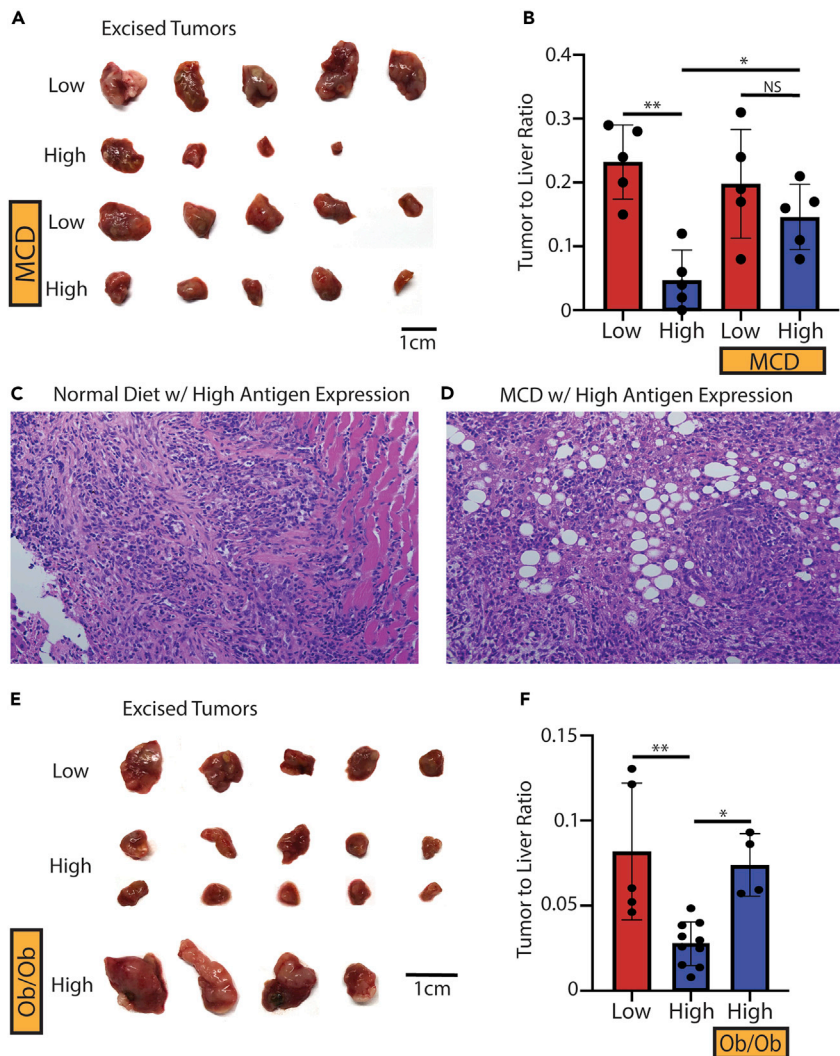 A
Excised Tumors
Low
High
Low
High
MCD
1cm
B
Tumor to Liver Ratio
0.4
0.3
0.2
0.1
0
**
*
NS
Low
High
Low
High
MCD
C
Normal Diet w/ High Antigen Expression
D
MCD w/ High Antigen Expression
E
Excised Tumors
Low
High
High
Ob/Ob
1cm
F
Tumor to Liver Ratio
0.15
0.1
0.05
0
**
*
Low
High
High
Ob/Ob